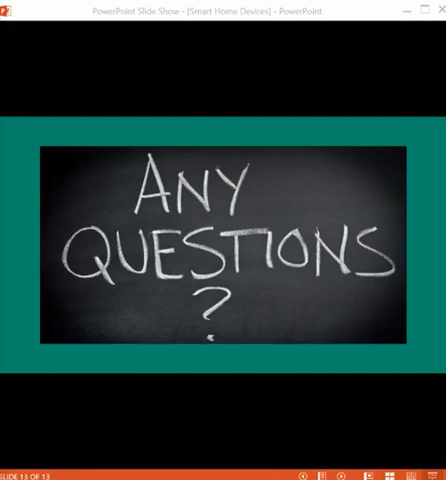 PowerPoint Slide Show - [Smart Home Devices] - PowerPoint
ANY
QUESTIONS
?
SLIDE 13 OF 13